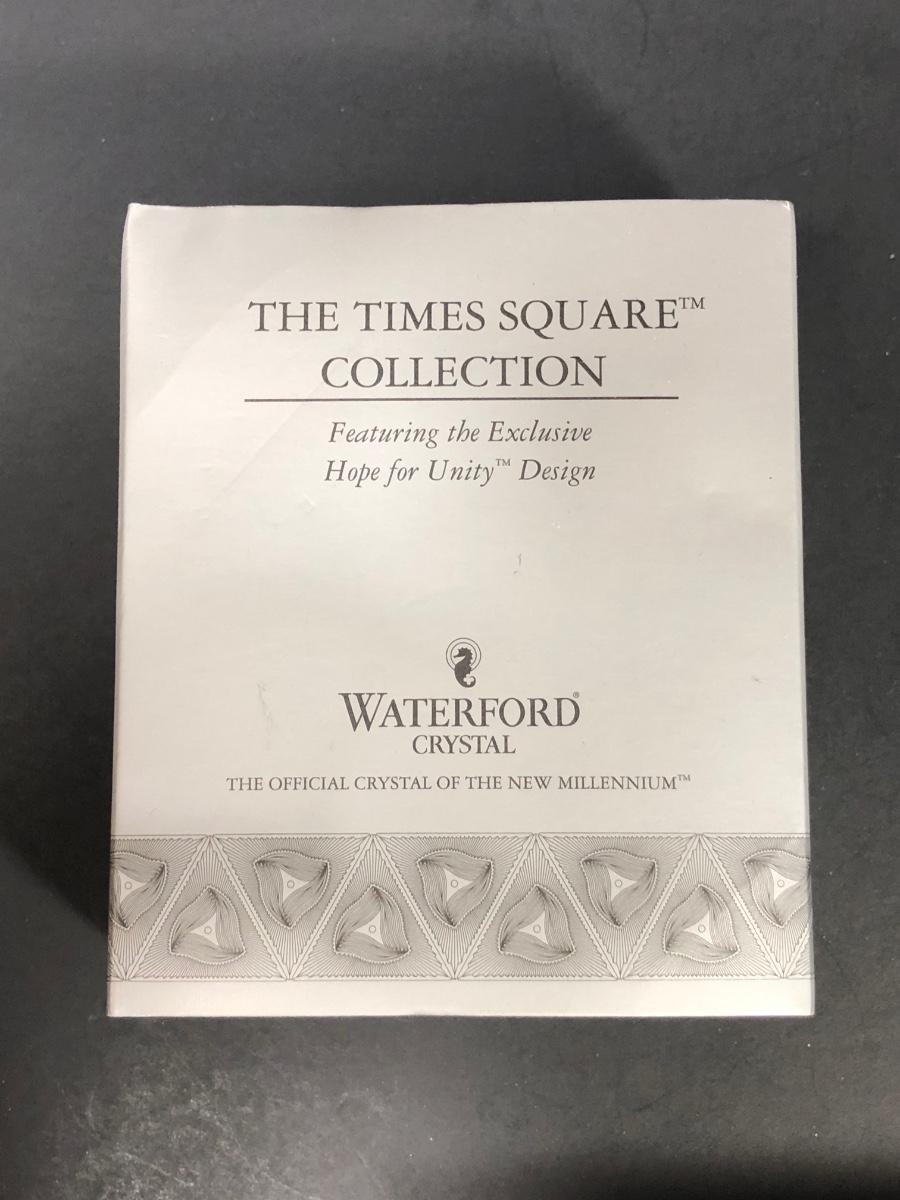 THE TIMES SQUARE™
COLLECTION
Featuring the Exclusive
Hope for Unity™ Design
WATERFORD®
CRYSTAL
THE OFFICIAL CRYSTAL OF THE NEW MILLENNIUM™